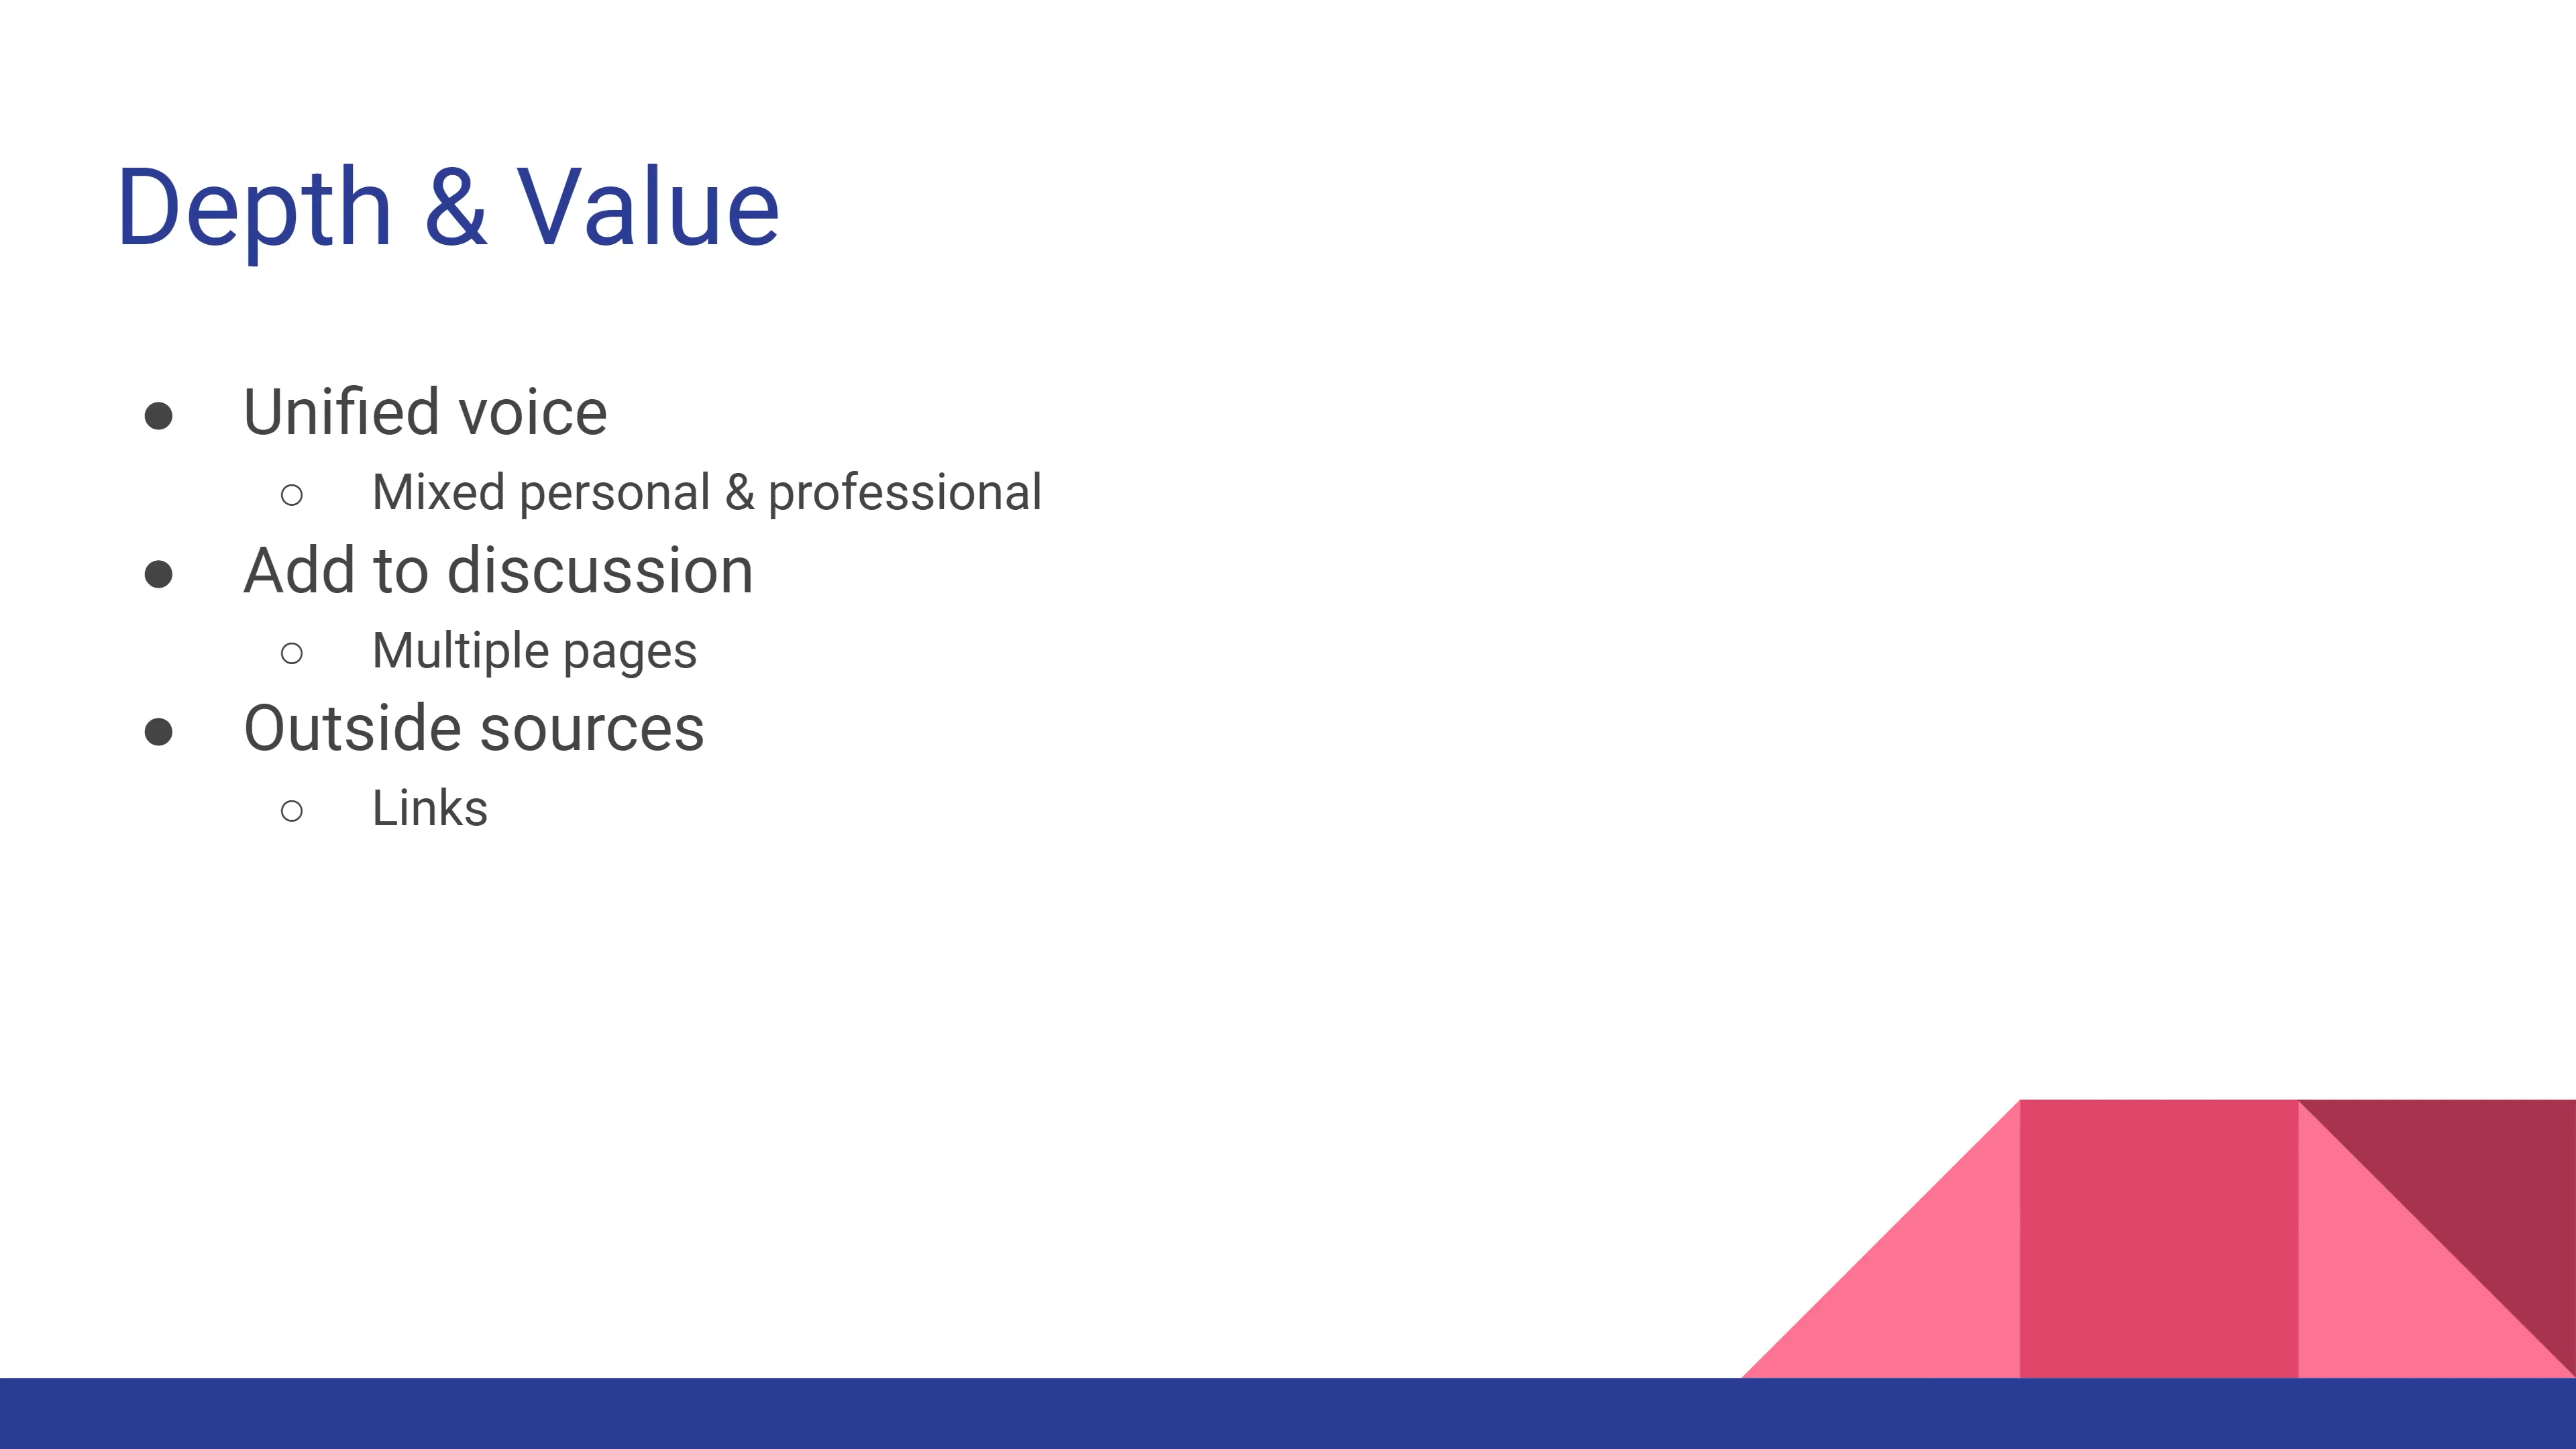 Depth & Value
● Unified voice
○ Mixed personal & professional
● Add to discussion
○ Multiple pages
● Outside sources
○ Links